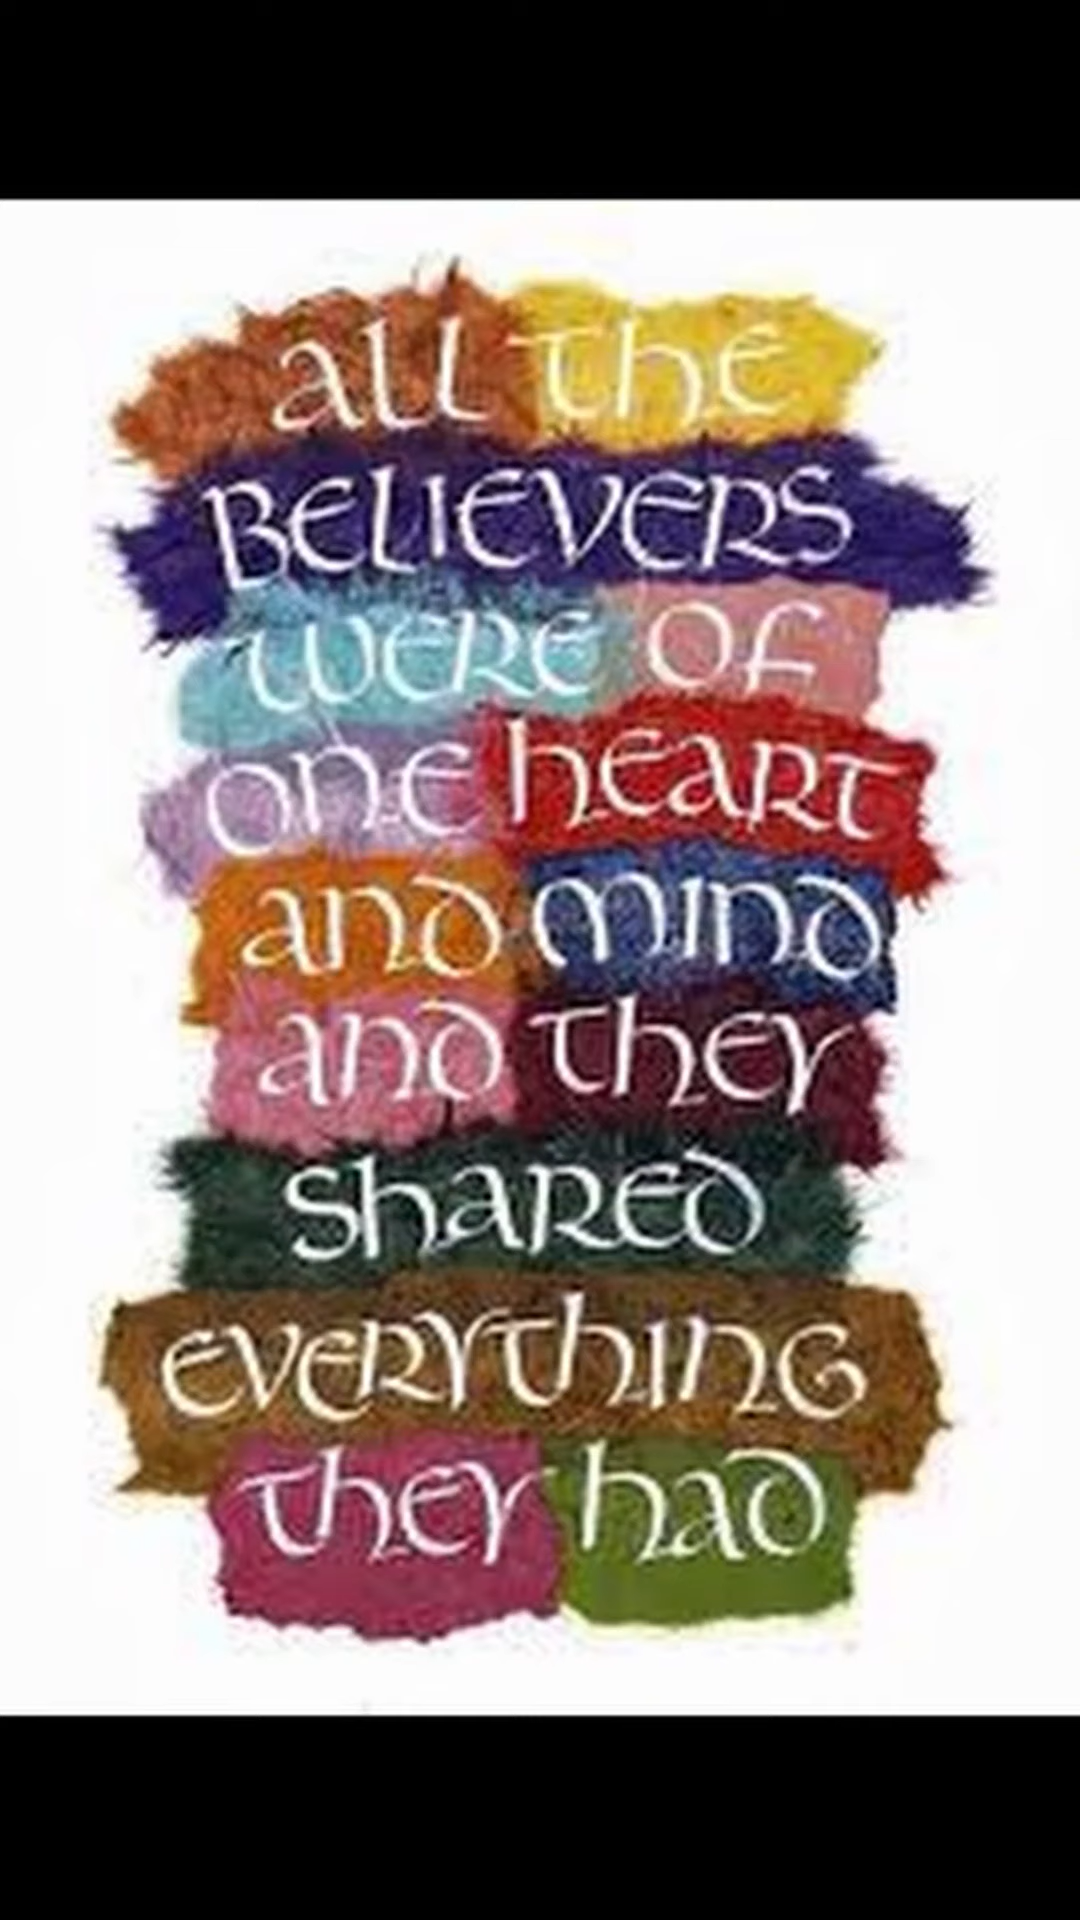 all the
BELIEVERS
WERE OF
ONE HEART
AND MIND
AND THEY
SHARED
EVERYTHING
THEY HAD